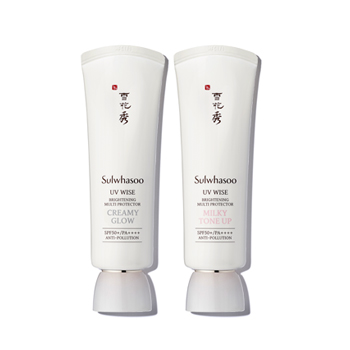 雪花秀
Sulwhasoo
UV WISE
BRIGHTENING
MULTI PROTECTOR
CREAMY
GLOW
SPF50+/PA++++
ANTI-POLLUTION
雪花秀
Sulwhasoo
UV WISE
BRIGHTENING
MULTI PROTECTOR
MILKY
TONE UP
SPF50+/PA++++
ANTI-POLLUTION